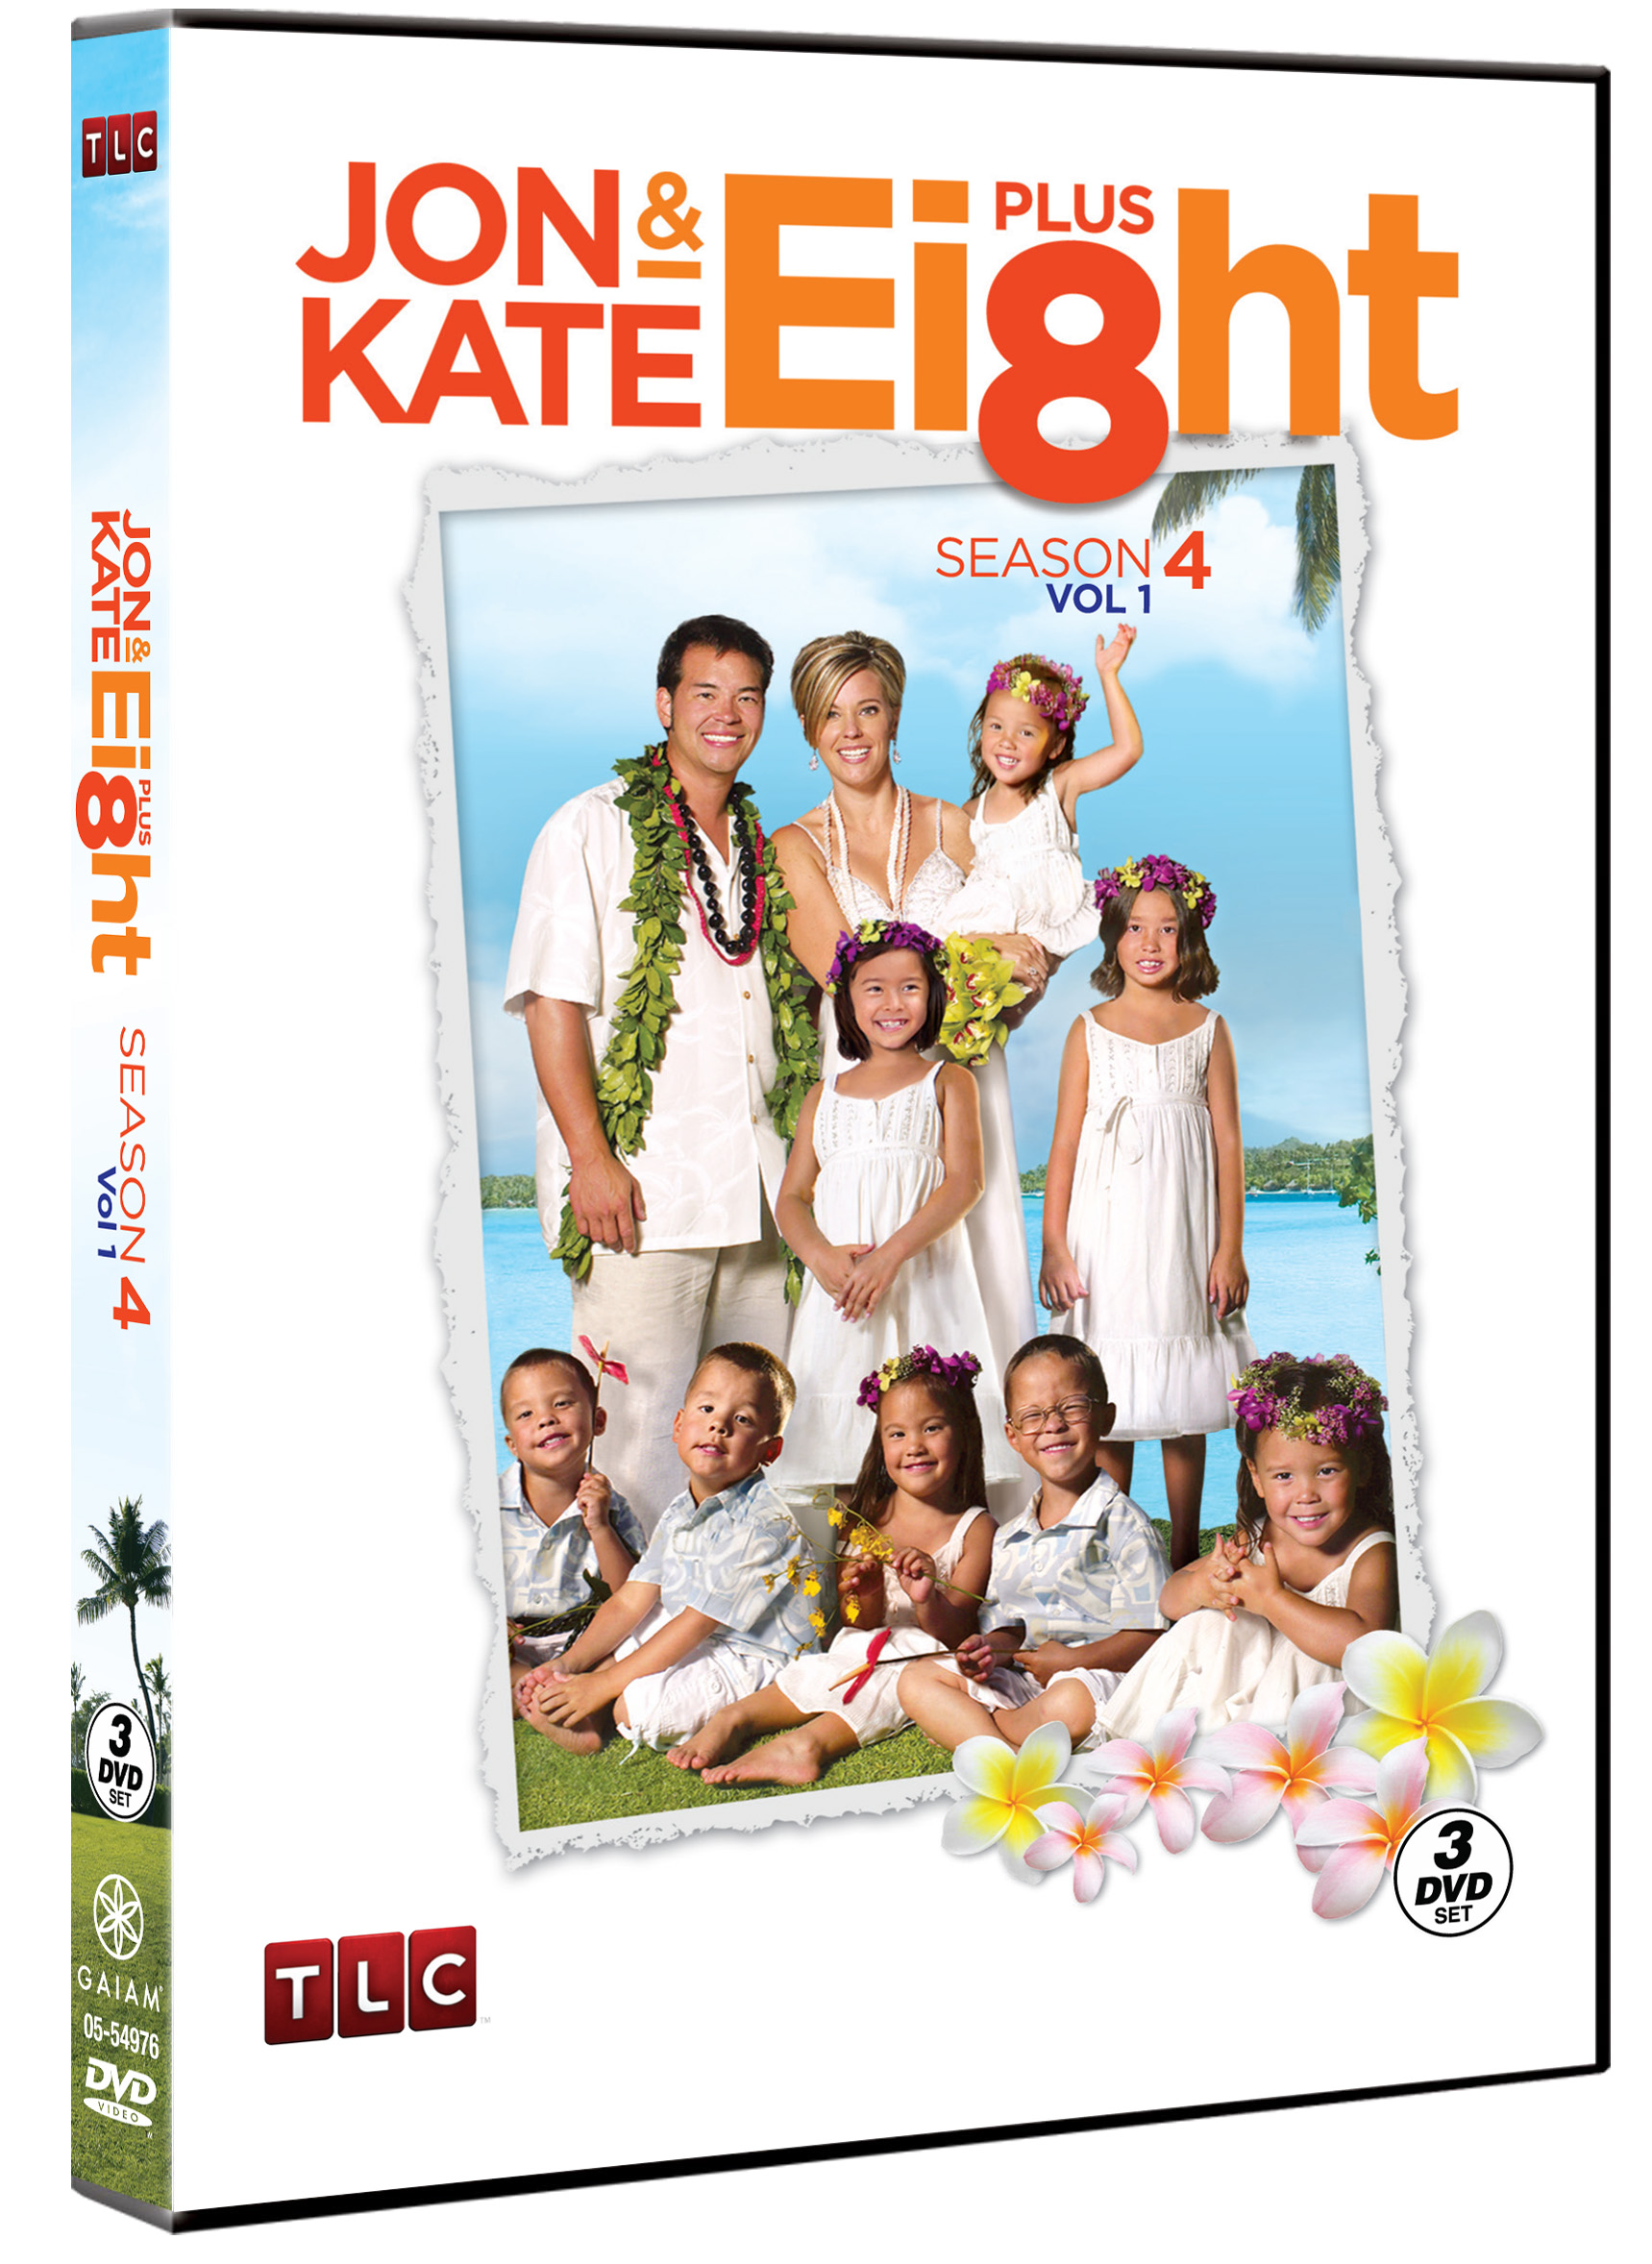 TLC
JON & KATE Ei8ht PLUS SEASON 4
Vol 1
3
DVD
SET
GAIAM®
05-54976
DVD
VIDEO
JON &
KATE
PLUS
Ei8ht
SEASON 4
VOL 1
3
DVD
SET
TLC™